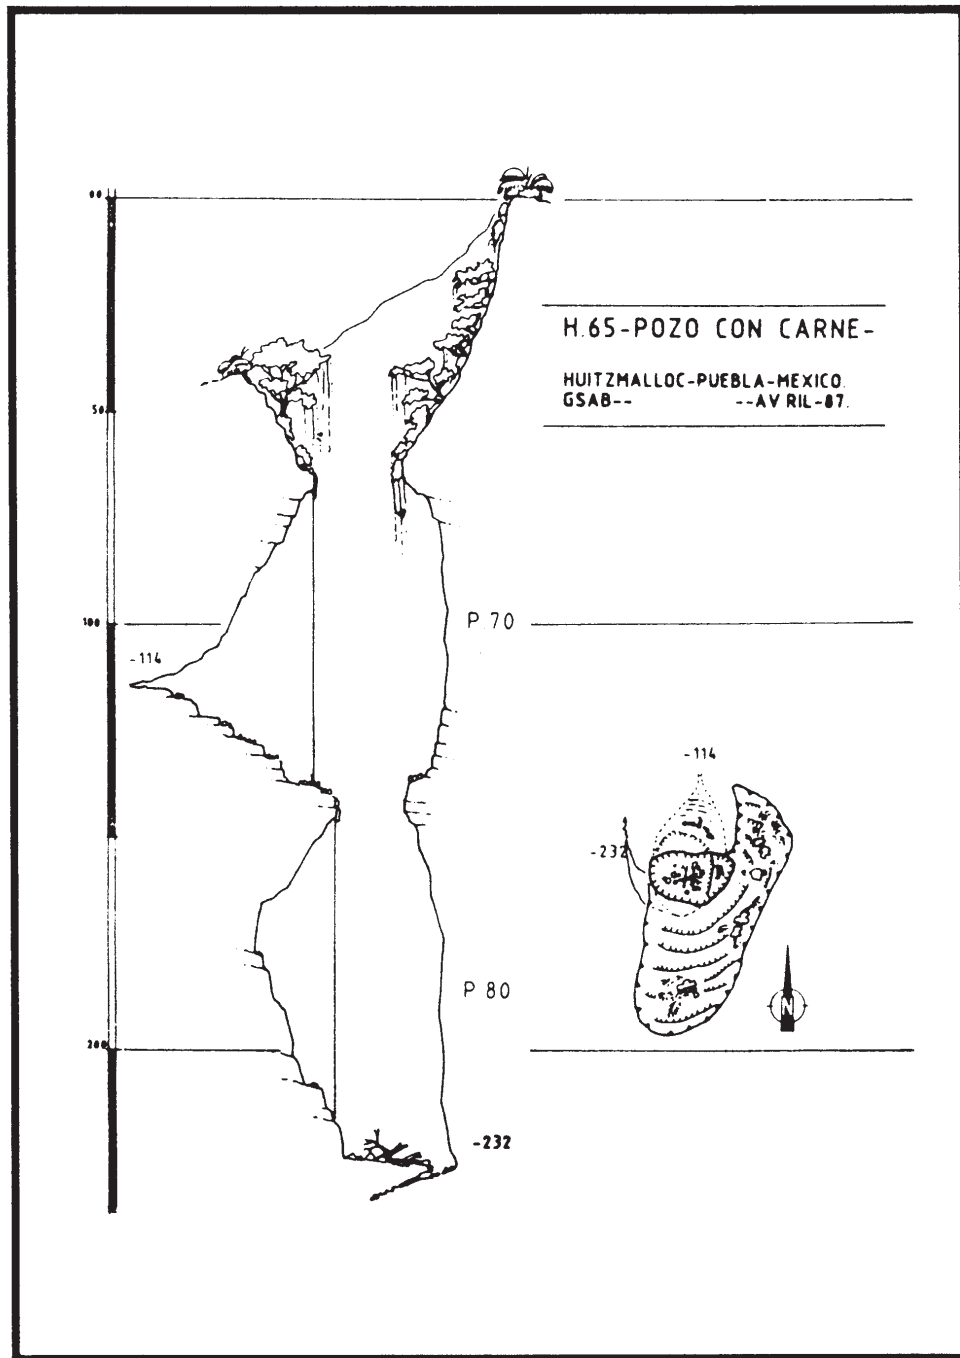 00
H.65-POZO CON CARNE-
HUITZMALLOC-PUEBLA-MEXICO.
GSAB-- --AVRIL-87.
50
100
P 70
-114
-114
-232
P 80
N
200
-232